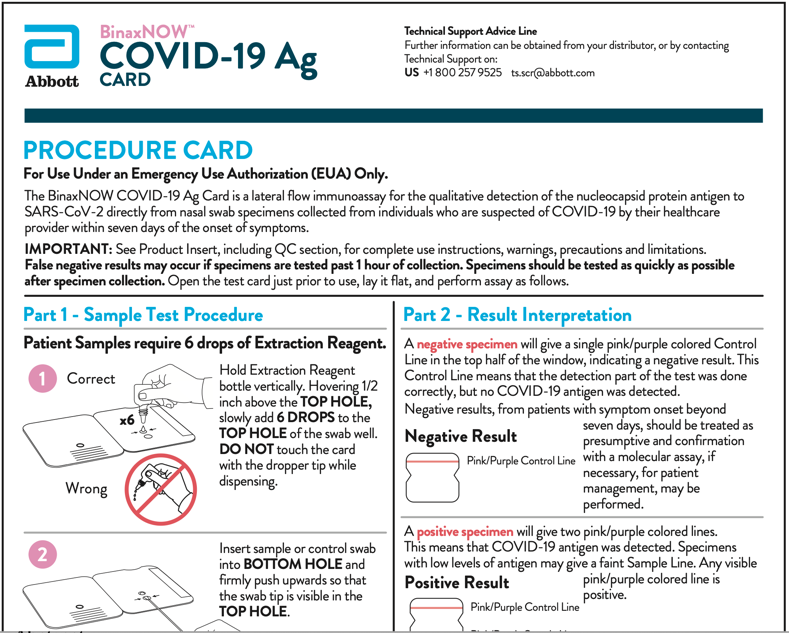 BinaxNOW™
COVID-19 Ag
CARD
Abbott
Technical Support Advice Line
Further information can be obtained from your distributor, or by contacting
Technical Support on:
US +1 800 257 9525 ts.scr@abbott.com
PROCEDURE CARD
For Use Under an Emergency Use Authorization (EUA) Only.
The BinaxNOW COVID-19 Ag Card is a lateral flow immunoassay for the qualitative detection of the nucleocapsid protein antigen to
SARS-CoV-2 directly from nasal swab specimens collected from individuals who are suspected of COVID-19 by their healthcare
provider within seven days of the onset of symptoms.
IMPORTANT: See Product Insert, including QC section, for complete use instructions, warnings, precautions and limitations.
False negative results may occur if specimens are tested past 1 hour of collection. Specimens should be tested as quickly as possible
after specimen collection. Open the test card just prior to use, lay it flat, and perform assay as follows.
Part 1 - Sample Test Procedure
Patient Samples require 6 drops of Extraction Reagent.
1
Correct
x6
Wrong
Hold Extraction Reagent
bottle vertically. Hovering 1/2
inch above the TOP HOLE,
slowly add 6 DROPS to the
TOP HOLE of the swab well.
DO NOT touch the card
with the dropper tip while
dispensing.
2
Insert sample or control swab
into BOTTOM HOLE and
firmly push upwards so that
the swab tip is visible in the
TOP HOLE.
Part 2 - Result Interpretation
A negative specimen will give a single pink/purple colored Control
Line in the top half of the window, indicating a negative result. This
Control Line means that the detection part of the test was done
correctly, but no COVID-19 antigen was detected.
Negative results, from patients with symptom onset beyond
seven days, should be treated as
presumptive and confirmation
with a molecular assay, if
necessary, for patient
management, may be
performed.
Negative Result
Pink/Purple Control Line
A positive specimen will give two pink/purple colored lines.
This means that COVID-19 antigen was detected. Specimens
with low levels of antigen may give a faint Sample Line. Any visible
pink/purple colored line is
positive.
Positive Result
Pink/Purple Control Line